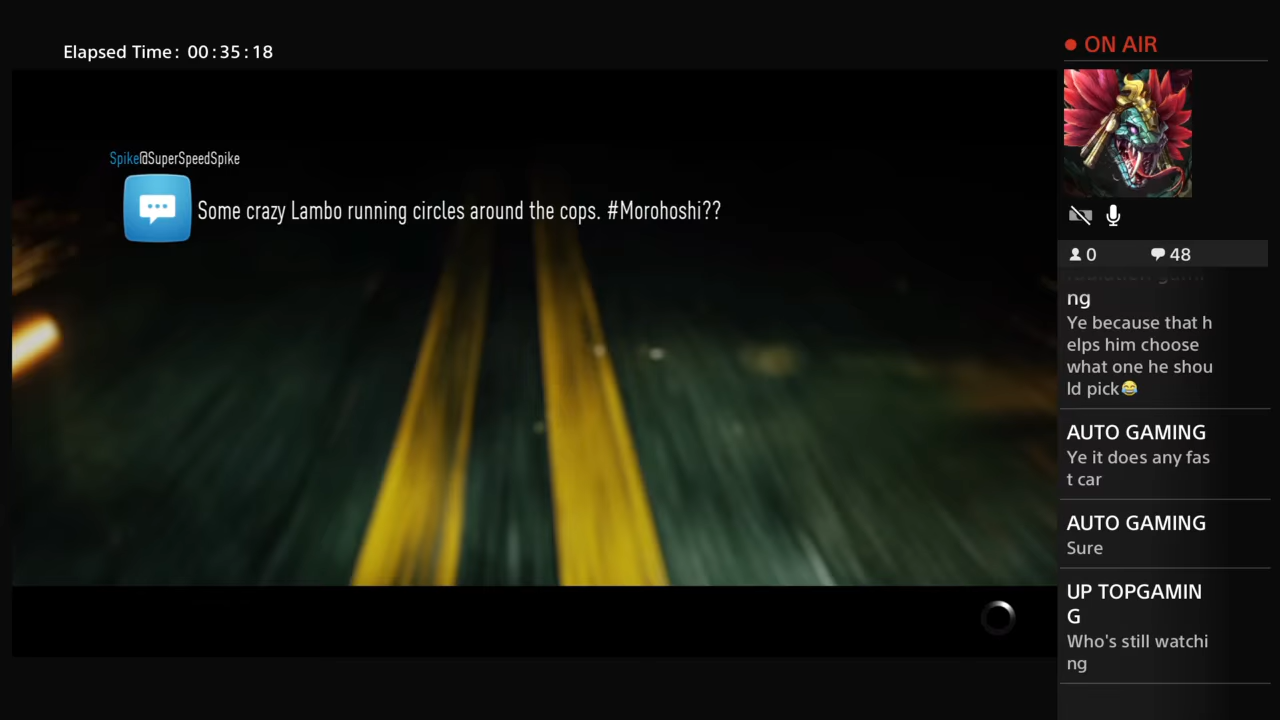 Elapsed Time: 00:35:18
ON AIR
Spike@SuperSpeedSpike
Some crazy Lambo running circles around the cops. #Morohoshi??
0 48
ng
Ye because that h
elps him choose
what one he shou
ld pick😂
AUTO GAMING
Ye it does any fas
t car
AUTO GAMING
Sure
UP TOPGAMIN
G
Who's still watchi
ng